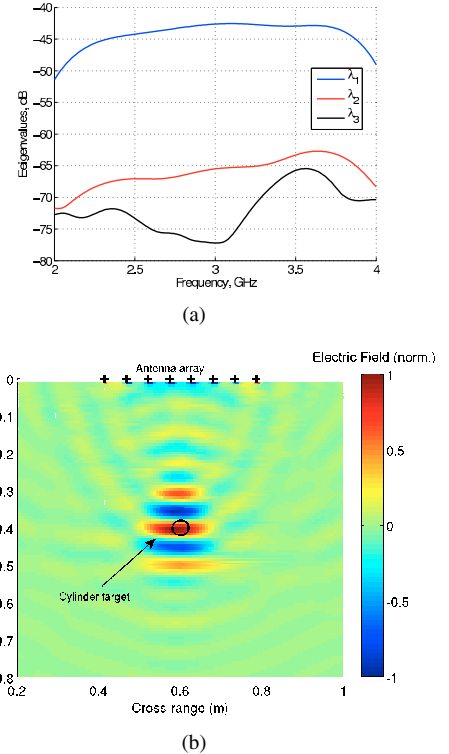 −40
−45
−50
−55
−60
−65
−70
−75
−80
Eeigenvalues, dB
λ1
λ2
λ3
2 2.5 3 3.5 4
Frequency, GHz
(a)
Electric Field (norm.)
Antenna array
0
.1
.2
0.3
0.4
0.5
0.6
0.7
0.8
Cylinder target
0.2 0.4 0.6 0.8 1
Cross-range (m)
1
0.5
0
-0.5
-1
(b)